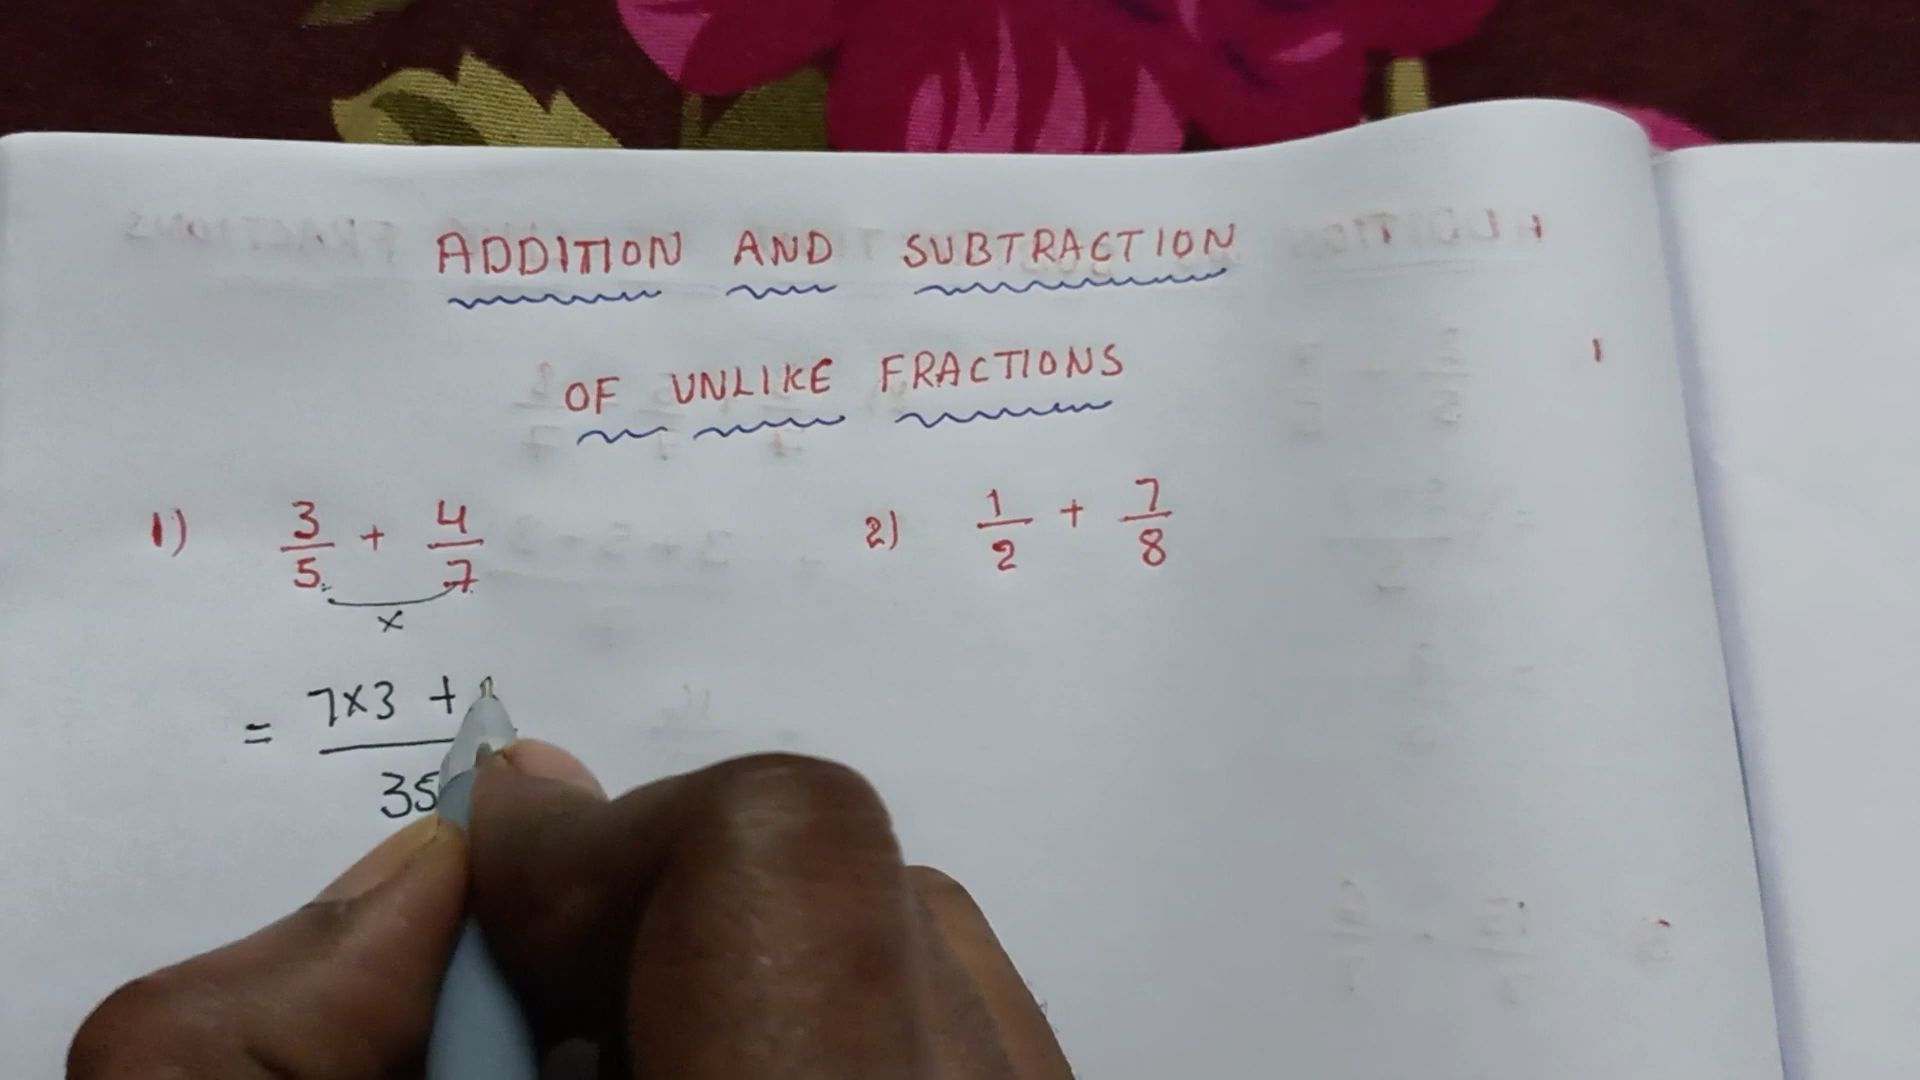 ADDITION AND SUBTRACTION
OF UNLIKE FRACTIONS
1) 3/5 + 4/7
×
2) 1/2 + 7/8
= 7×3 +
35